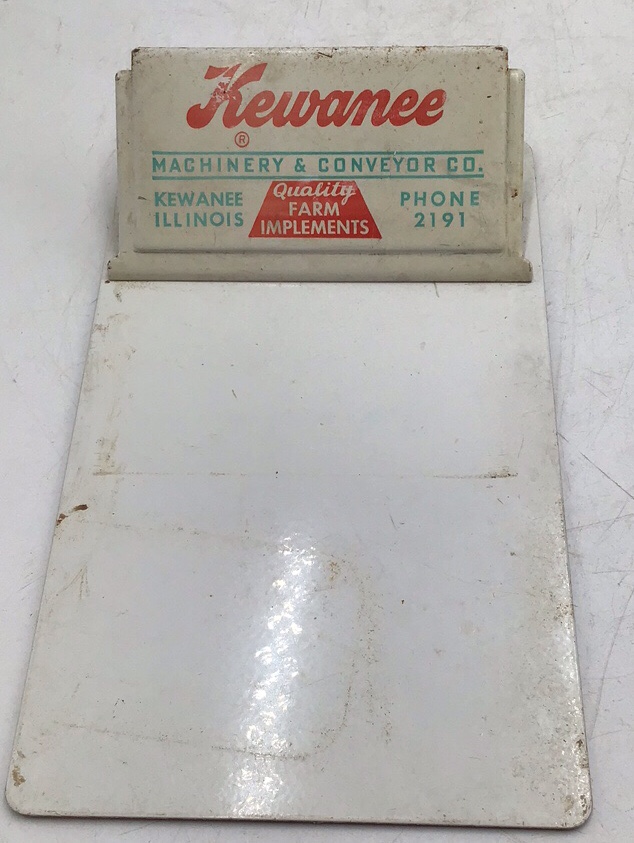 Kewanee
®
MACHINERY & CONVEYOR CO.
KEWANEE
ILLINOIS
Quality
FARM
IMPLEMENTS
PHONE
2191